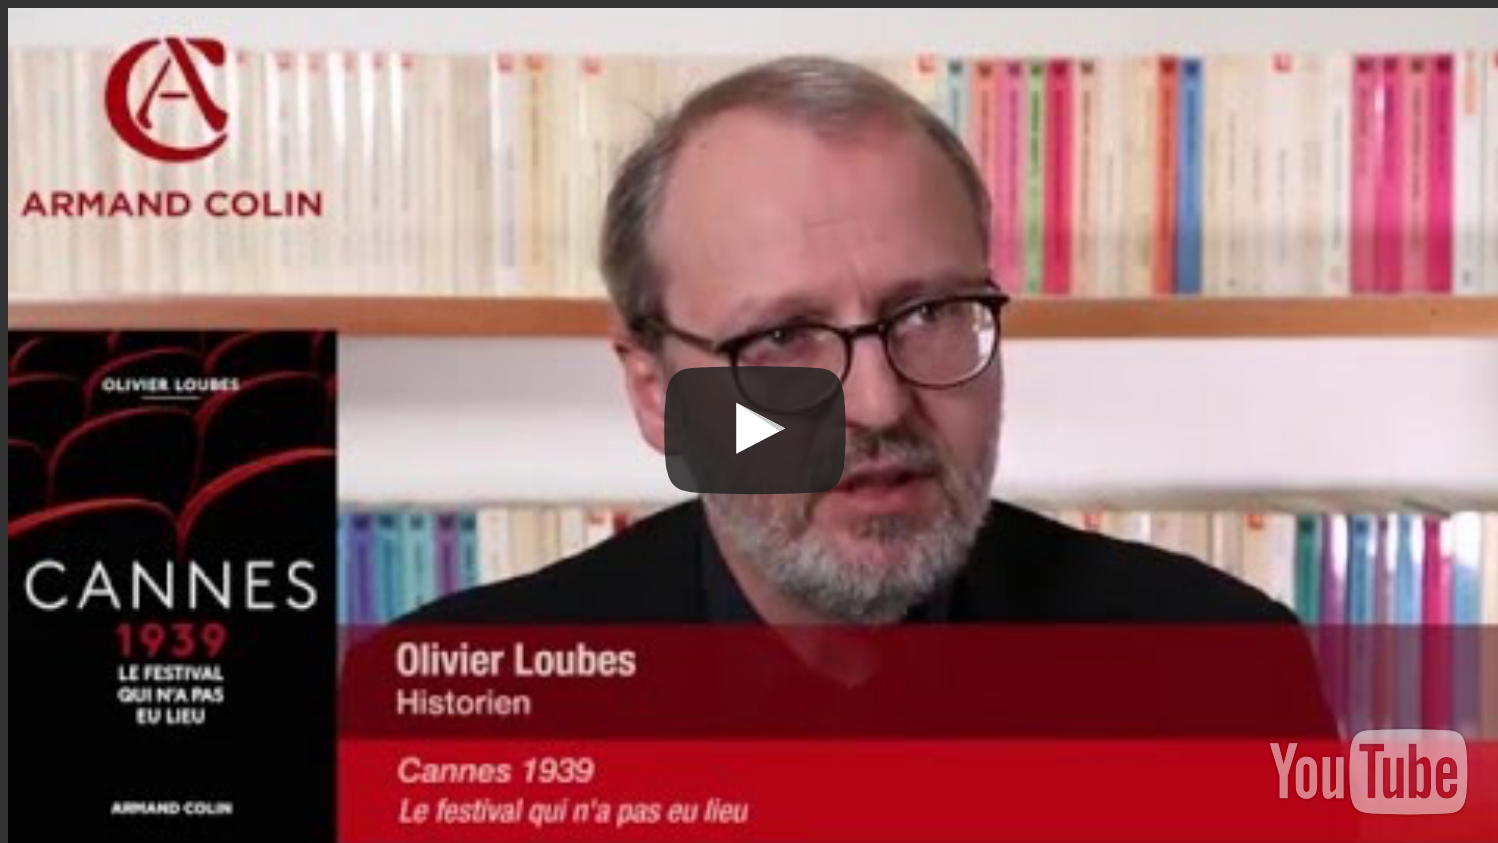 ARMAND COLIN
OLIVIER LOUBES
CANNES
1939
LE FESTIVAL
QUI N'A PAS
EU LIEU
ARMAND COLIN
Olivier Loubes
Historien
Cannes 1939
Le festival qui n'a pas eu lieu
YouTube